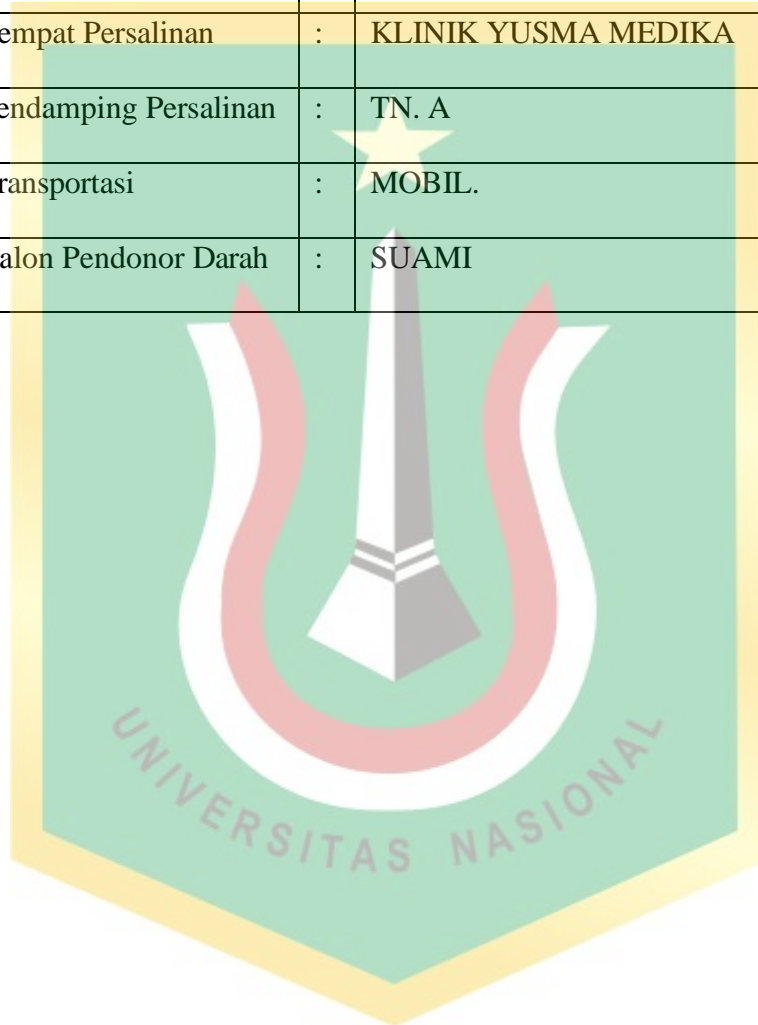 empat Persalinan : KLINIK YUSMA MEDIKA
endamping Persalinan : TN. A
ransportasi : MOBIL.
alon Pendonor Darah : SUAMI
UNIVERSITAS NASIONAL